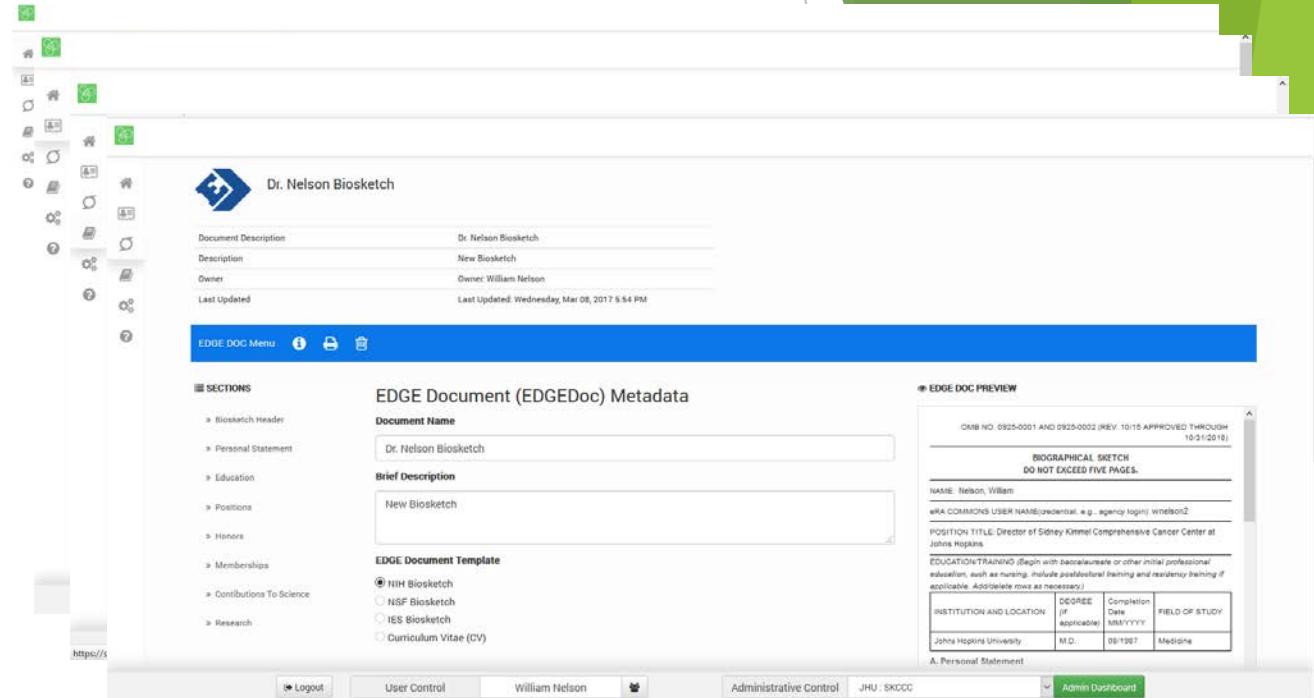 Dr. Nelson Biosketch
Document Description Dr. Nelson Biosketch
Description New Biosketch
Owner Owner: William Nelson
Last Updated Last Updated: Wednesday, Mar 08, 2017 5:54 PM
EDGE DOC Menu
SECTIONS
» Biosketch Header
» Personal Statement
» Education
» Positions
» Honors
» Memberships
» Contibutions To Science
» Research
EDGE Document (EDGEDoc) Metadata
Document Name
Dr. Nelson Biosketch
Brief Description
New Biosketch
EDGE Document Template
NIH Biosketch
NSF Biosketch
IES Biosketch
Curriculum Vitae (CV)
EDGE DOC PREVIEW
OMB NO. 0925-0001 AND 0925-0002 (REV. 10/15 APPROVED THROUGH
10/31/2018)
BIOGRAPHICAL SKETCH
DO NOT EXCEED FIVE PAGES.
NAME: Nelson, William
eRA COMMONS USER NAME(credential, e.g., agency login): wnelson2
POSITION TITLE: Director of Sidney Kimmel Comprehensive Cancer Center at
Johns Hopkins
EDUCATION/TRAINING (Begin with baccalaureate or other initial professional
education, such as nursing, include postdoctoral training and residency training if
applicable. Add/delete rows as necessary.)
INSTITUTION AND LOCATION DEGREE (if applicable) Completion Date MM/YYYY FIELD OF STUDY
Johns Hopkins University M.D. 09/1987 Medicine
A. Personal Statement
https://
Logout User Control William Nelson Administrative Control JHU : SKCCC Admin Dashboard